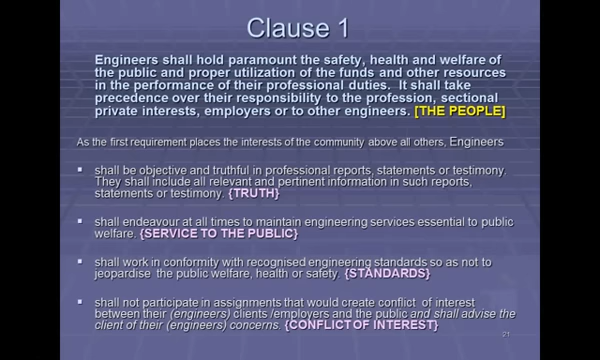 Clause 1
Engineers shall hold paramount the safety, health and welfare of
the public and proper utilization of the funds and other resources
in the performance of their professional duties. It shall take
precedence over their responsibility to the profession, sectional
private interests, employers or to other engineers. [THE PEOPLE]
As the first requirement places the interests of the community above all others, Engineers
▪ shall be objective and truthful in professional reports, statements or testimony.
They shall include all relevant and pertinent information in such reports,
statements or testimony. {TRUTH}
▪ shall endeavour at all times to maintain engineering services essential to public
welfare. {SERVICE TO THE PUBLIC}
▪ shall work in conformity with recognised engineering standards so as not to
jeopardise the public welfare, health or safety. {STANDARDS}
▪ shall not participate in assignments that would create conflict of interest
between their (engineers) clients /employers and the public and shall advise the
client of their (engineers) concerns. {CONFLICT OF INTEREST}
21